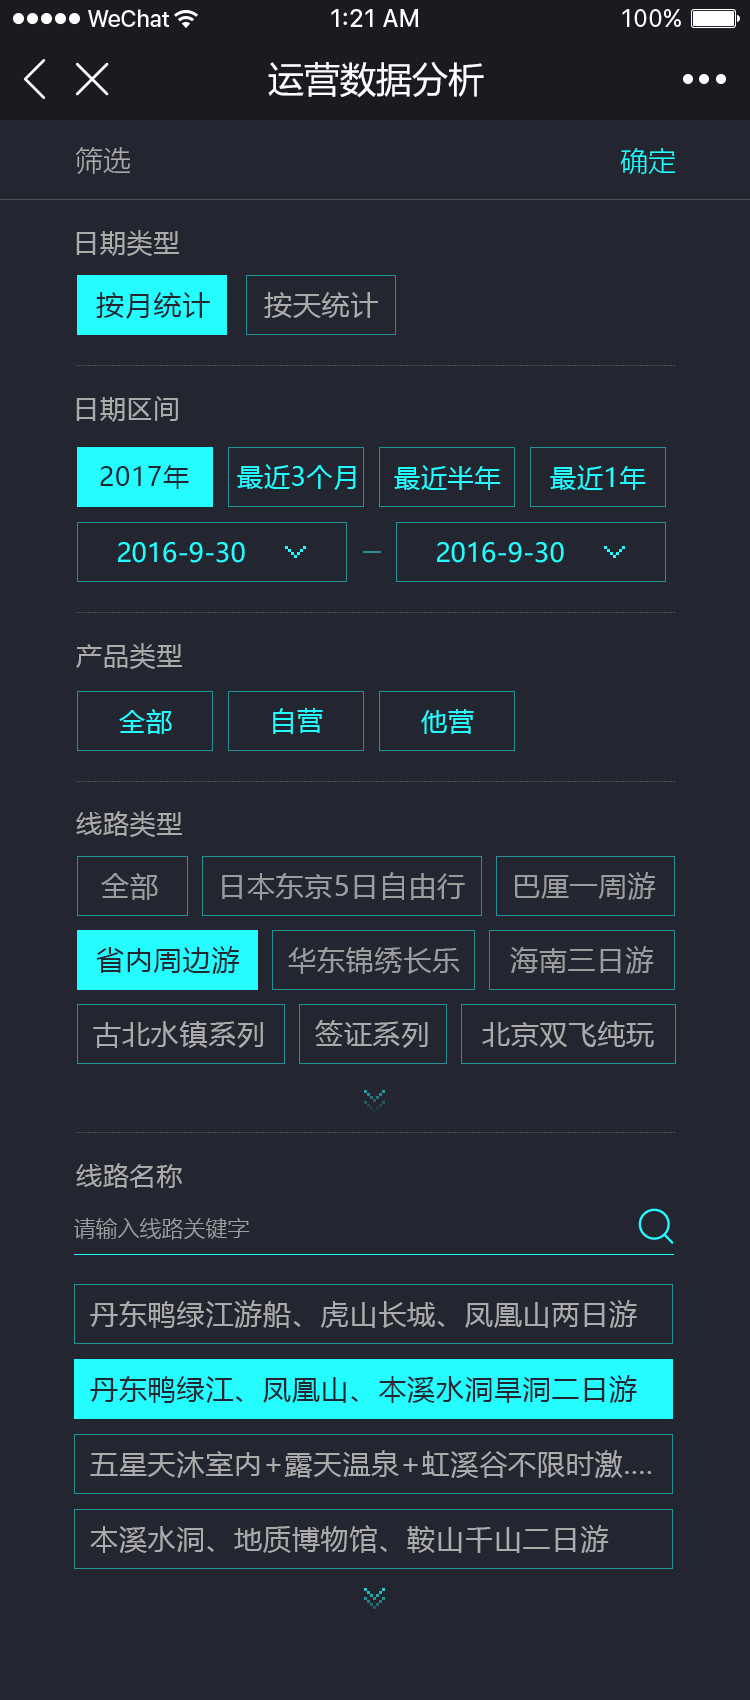 WeChat 1:21 AM 100%
运营数据分析
筛选 确定
日期类型
按月统计 按天统计
日期区间
2017年 最近3个月 最近半年 最近1年
2016-9-30 — 2016-9-30
产品类型
全部 自营 他营
线路类型
全部 日本东京5日自由行 巴厘一周游
省内周边游 华东锦绣长乐 海南三日游
古北水镇系列 签证系列 北京双飞纯玩
线路名称
请输入线路关键字
丹东鸭绿江游船、虎山长城、凤凰山两日游
丹东鸭绿江、凤凰山、本溪水洞旱洞二日游
五星天沐室内+露天温泉+虹溪谷不限时激....
本溪水洞、地质博物馆、鞍山千山二日游